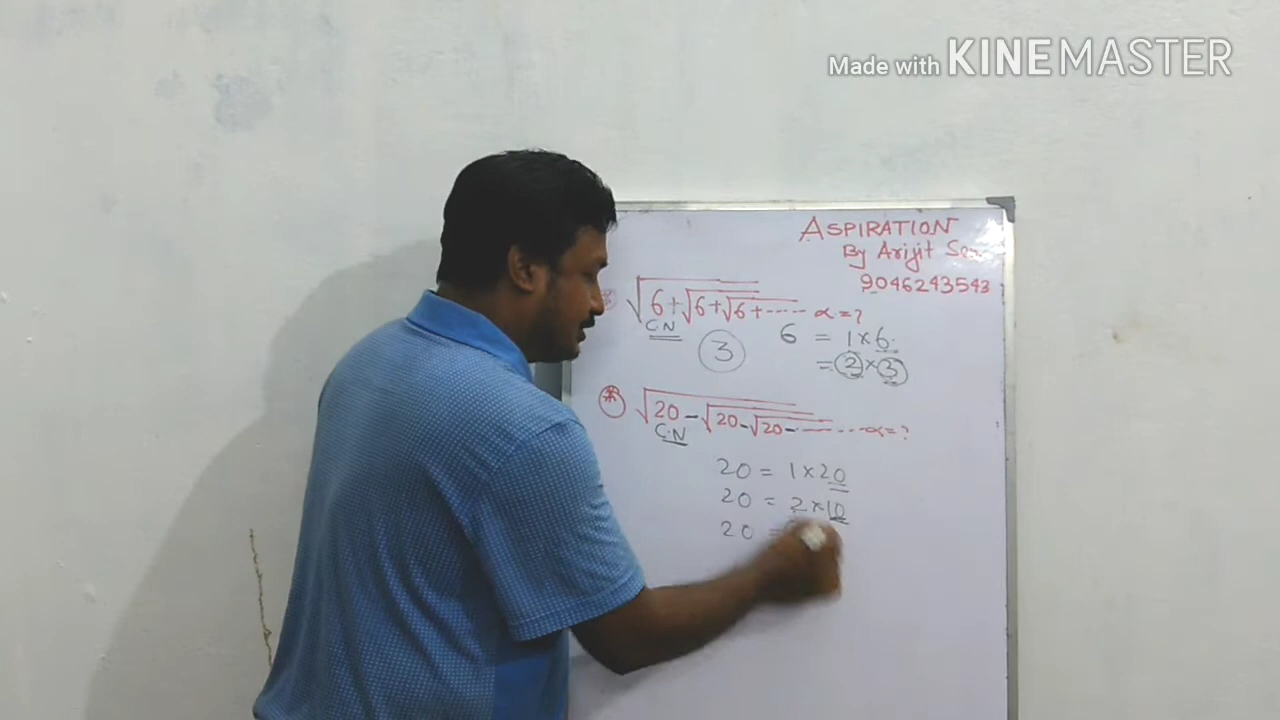 Made with KINEMASTER
ASPIRATION
By Arijit
9046243543
√6+√6+√6+----- α=?
C.N
3
6 = 1×6.
= 2×3
* √20-√20-√20--------α=?
C.N
20 = 1×20
20 = 2×10
20 =